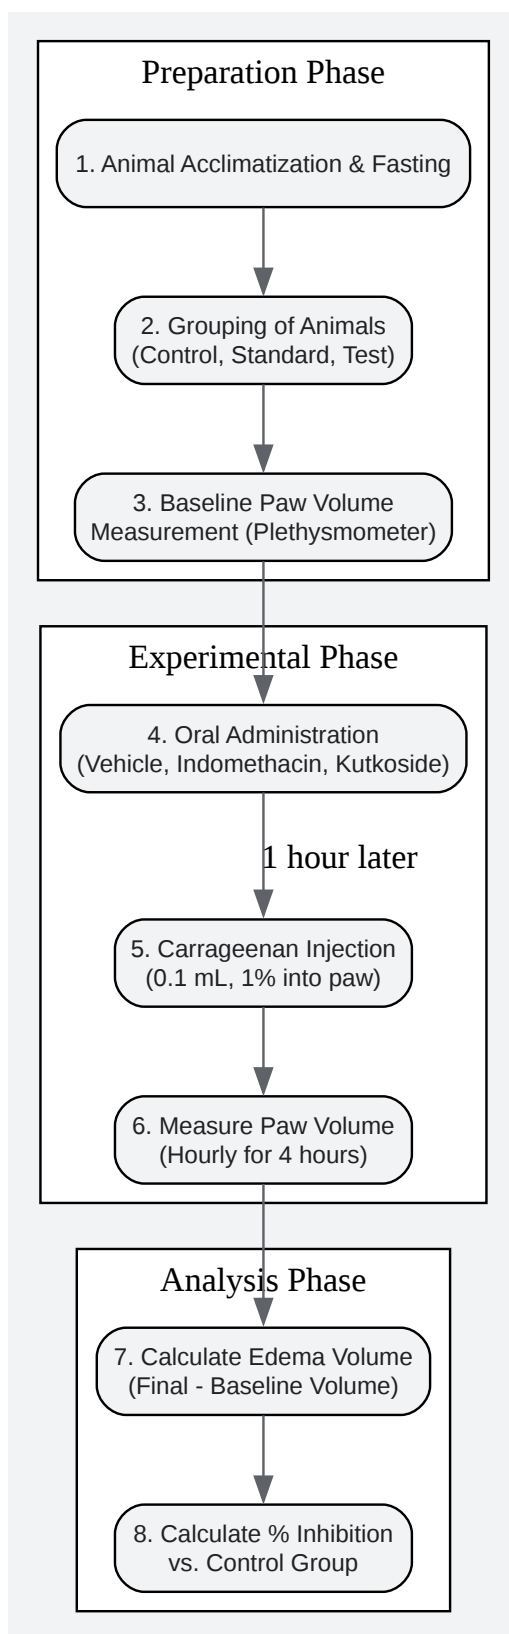 Preparation Phase
1. Animal Acclimatization & Fasting
2. Grouping of Animals
(Control, Standard, Test)
3. Baseline Paw Volume
Measurement (Plethysmometer)
Experimental Phase
4. Oral Administration
(Vehicle, Indomethacin, Kutkoside)
1 hour later
5. Carrageenan Injection
(0.1 mL, 1% into paw)
6. Measure Paw Volume
(Hourly for 4 hours)
Analysis Phase
7. Calculate Edema Volume
(Final - Baseline Volume)
8. Calculate % Inhibition
vs. Control Group